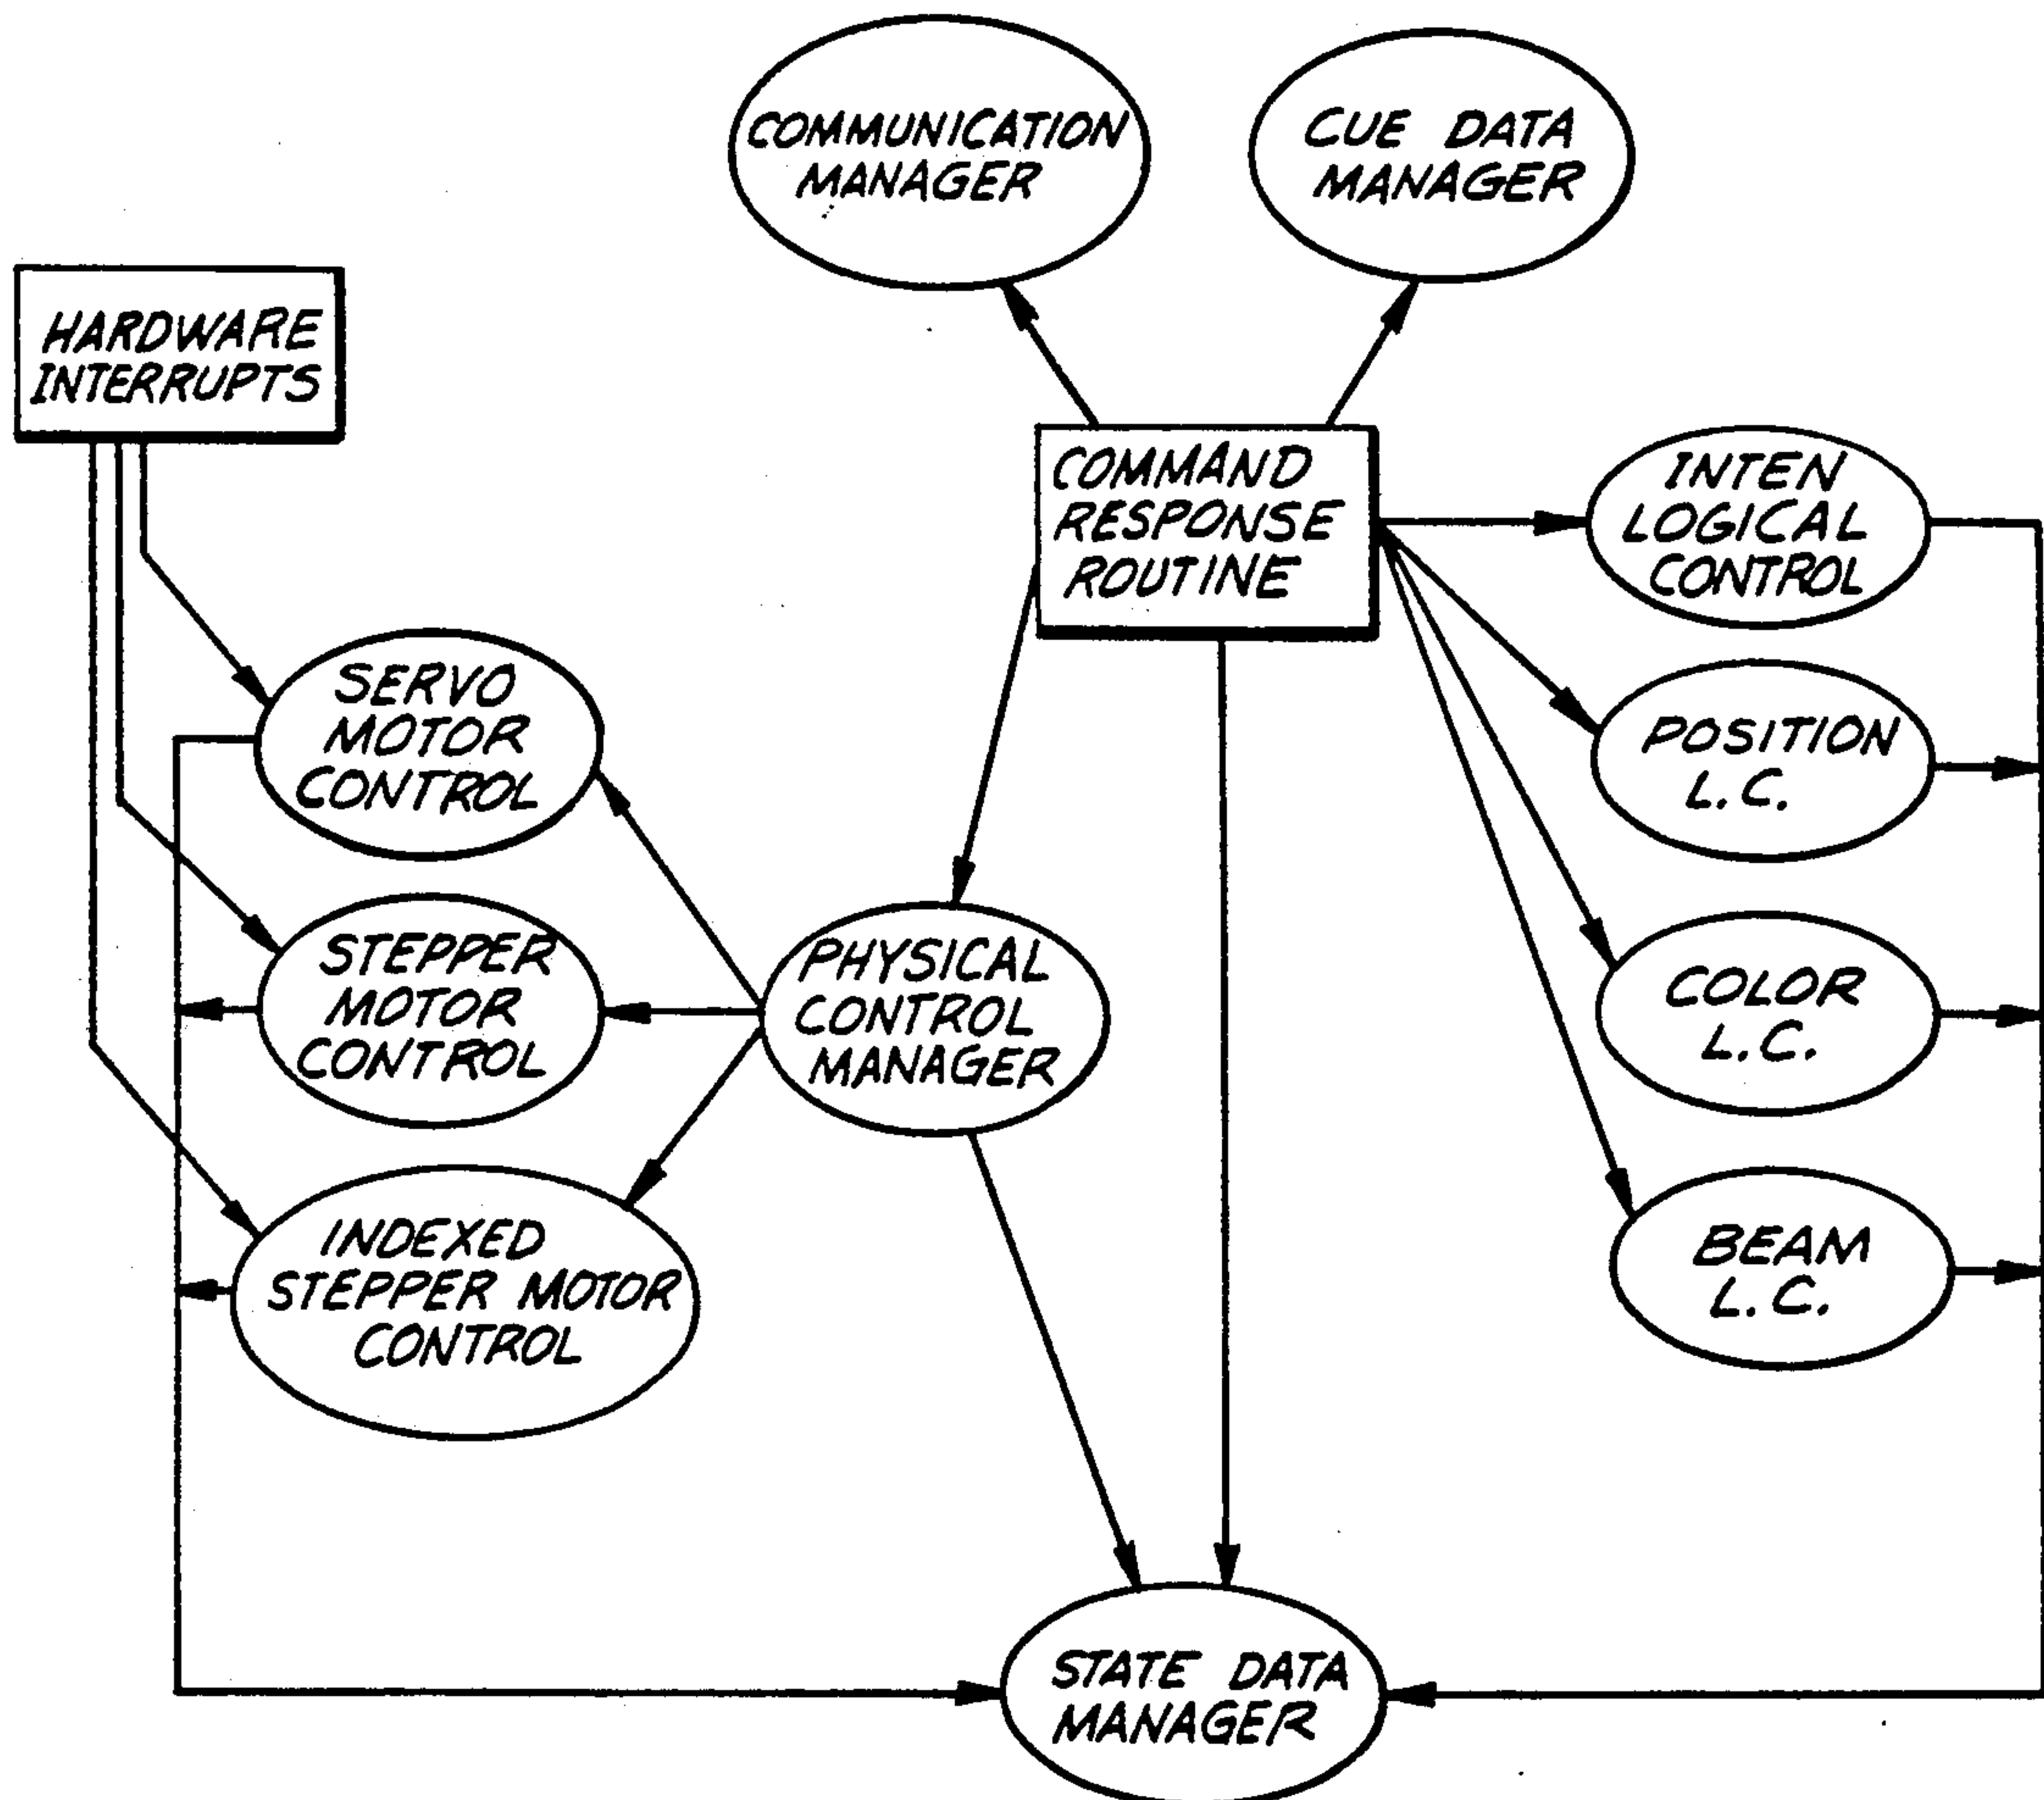 COMMUNICATION
MANAGER
CUE DATA
MANAGER
HARDWARE
INTERRUPTS
COMMAND
RESPONSE
ROUTINE
INTEN
LOGICAL
CONTROL
SERVO
MOTOR
CONTROL
POSITION
L.C.
STEPPER
MOTOR
CONTROL
PHYSICAL
CONTROL
MANAGER
COLOR
L.C.
INDEXED
STEPPER MOTOR
CONTROL
BEAM
L.C.
STATE DATA
MANAGER